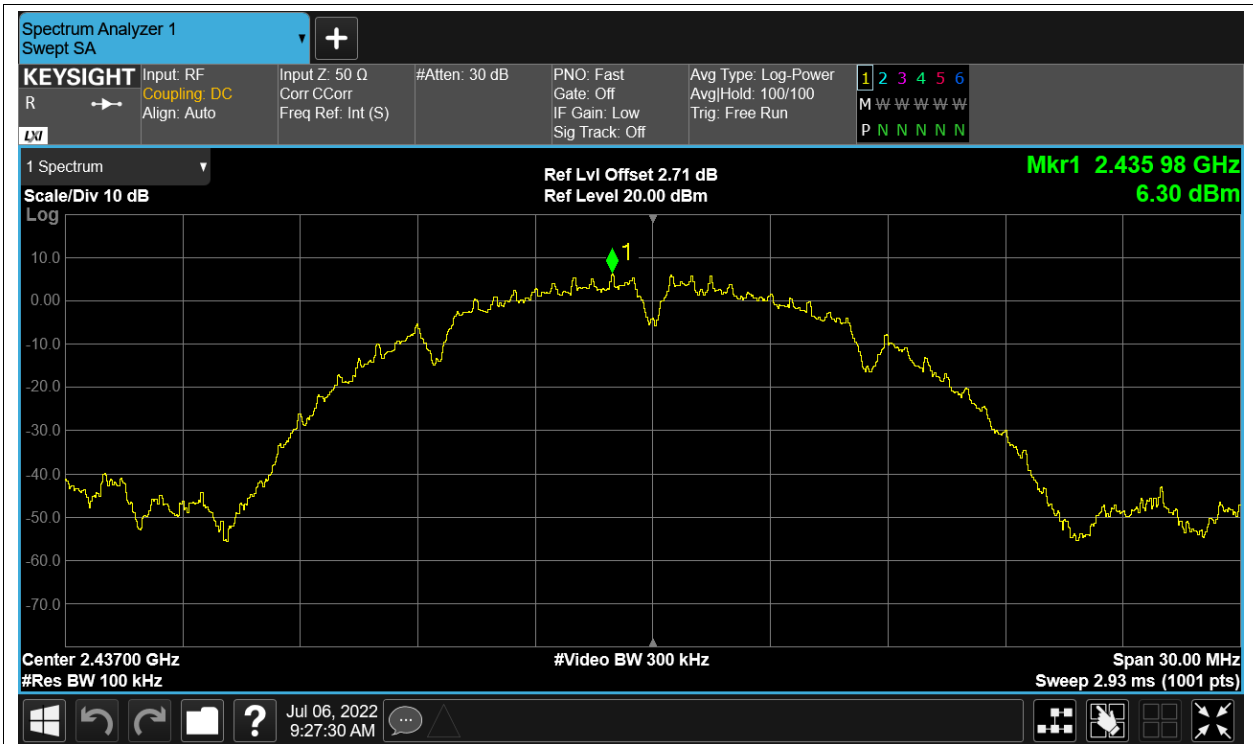 Spectrum Analyzer 1
Swept SA
+
KEYSIGHT
R
LXI
Input: RF
Coupling: DC
Align: Auto
Input Z: 50 Ω
Corr CCorr
Freq Ref: Int (S)
#Atten: 30 dB
PNO: Fast
Gate: Off
IF Gain: Low
Sig Track: Off
Avg Type: Log-Power
Avg|Hold: 100/100
Trig: Free Run
1 2 3 4 5 6
M W W W W W W
P N N N N N N
1 Spectrum
Scale/Div 10 dB
Log
Ref Lvl Offset 2.71 dB
Ref Level 20.00 dBm
Mkr1 2.435 98 GHz
6.30 dBm
1
10.0
0.00
-10.0
-20.0
-30.0
-40.0
-50.0
-60.0
-70.0
Center 2.43700 GHz
#Res BW 100 kHz
#Video BW 300 kHz
Span 30.00 MHz
Sweep 2.93 ms (1001 pts)
?
Jul 06, 2022
9:27:30 AM